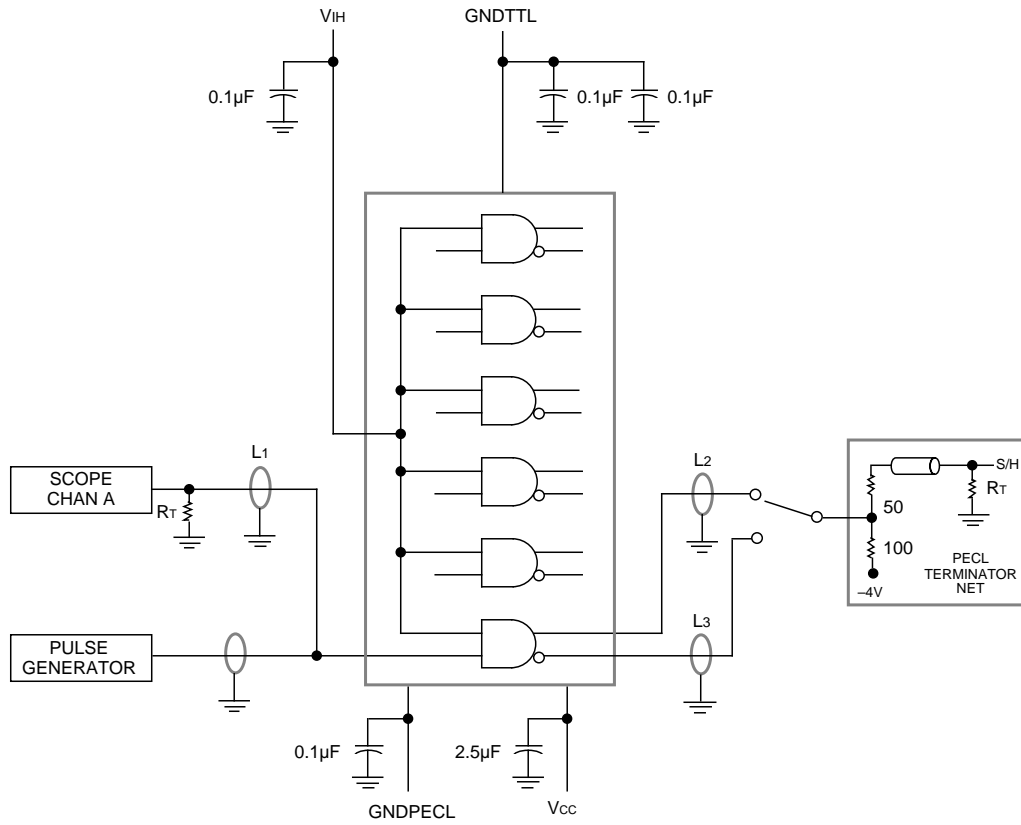 VIH
GNDTTL
0.1µF
0.1µF
0.1µF
L1
SCOPE
CHAN A
RT
L2
S/H
RT
50
100
PECL
TERMINATOR
NET
–4V
L3
PULSE
GENERATOR
0.1µF
2.5µF
GNDPECL
VCC